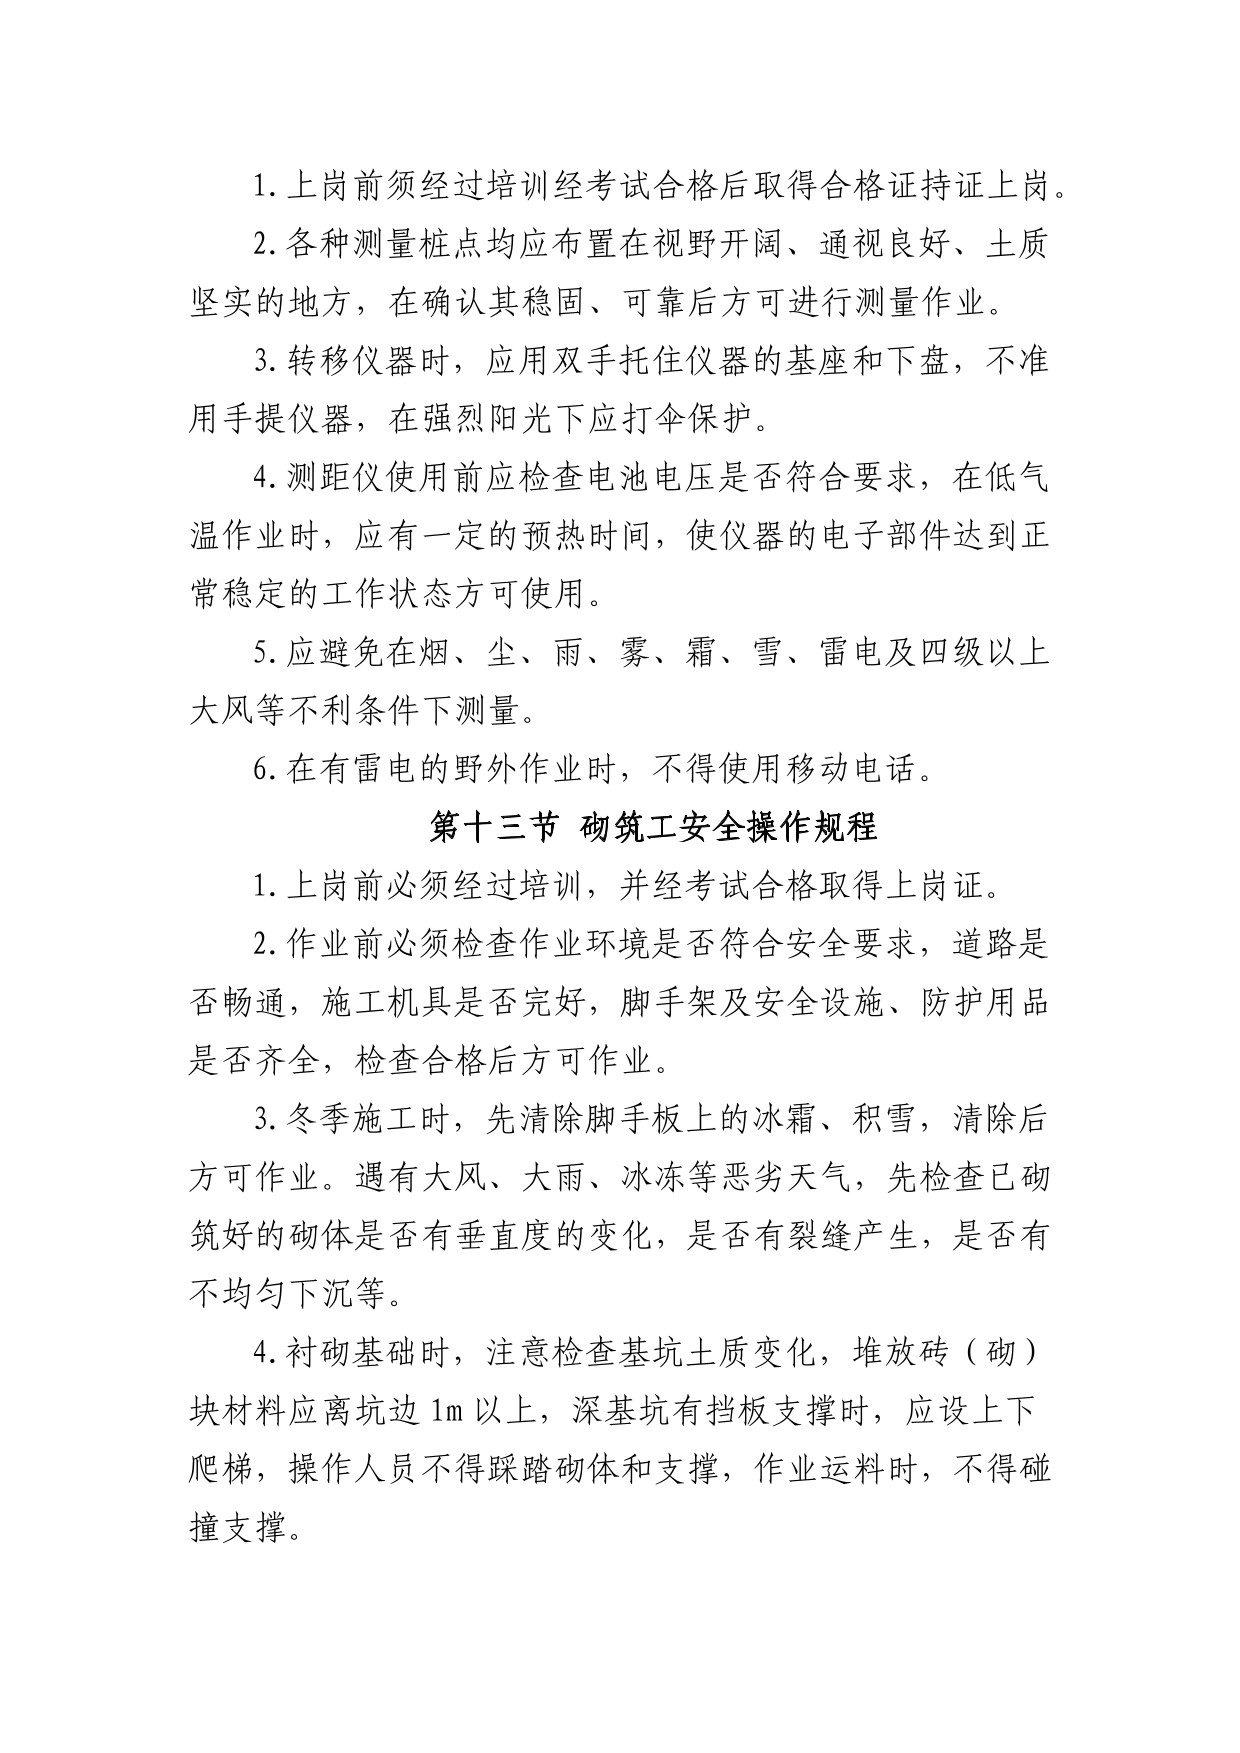 1.上岗前须经过培训经考试合格后取得合格证持证上岗。
2.各种测量桩点均应布置在视野开阔、通视良好、土质
坚实的地方，在确认其稳固、可靠后方可进行测量作业。
3.转移仪器时，应用双手托住仪器的基座和下盘，不准
用手提仪器，在强烈阳光下应打伞保护。
4.测距仪使用前应检查电池电压是否符合要求，在低气
温作业时，应有一定的预热时间，使仪器的电子部件达到正
常稳定的工作状态方可使用。
5.应避免在烟、尘、雨、雾、霜、雪、雷电及四级以上
大风等不利条件下测量。
6.在有雷电的野外作业时，不得使用移动电话。
第十三节 砌筑工安全操作规程
1.上岗前必须经过培训，并经考试合格取得上岗证。
2.作业前必须检查作业环境是否符合安全要求，道路是
否畅通，施工机具是否完好，脚手架及安全设施、防护用品
是否齐全，检查合格后方可作业。
3.冬季施工时，先清除脚手板上的冰霜、积雪，清除后
方可作业。遇有大风、大雨、冰冻等恶劣天气，先检查已砌
筑好的砌体是否有垂直度的变化，是否有裂缝产生，是否有
不均匀下沉等。
4.衬砌基础时，注意检查基坑土质变化，堆放砖（砌）
块材料应离坑边 1m 以上，深基坑有挡板支撑时，应设上下
爬梯，操作人员不得踩踏砌体和支撑，作业运料时，不得碰
撞支撑。